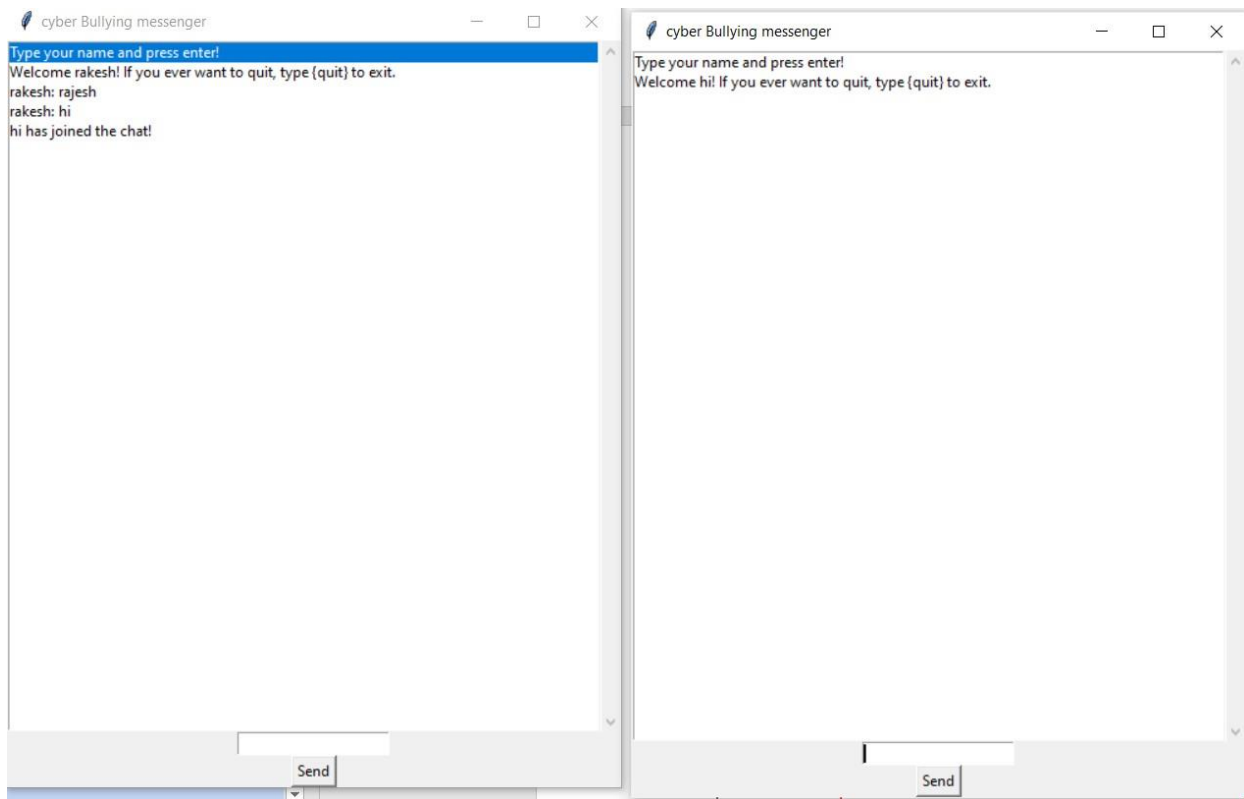 cyber Bullying messenger
Type your name and press enter!
Welcome rakesh! If you ever want to quit, type {quit} to exit.
rakesh: rajesh
rakesh: hi
hi has joined the chat!
Send
cyber Bullying messenger
Type your name and press enter!
Welcome hi! If you ever want to quit, type {quit} to exit.
Send